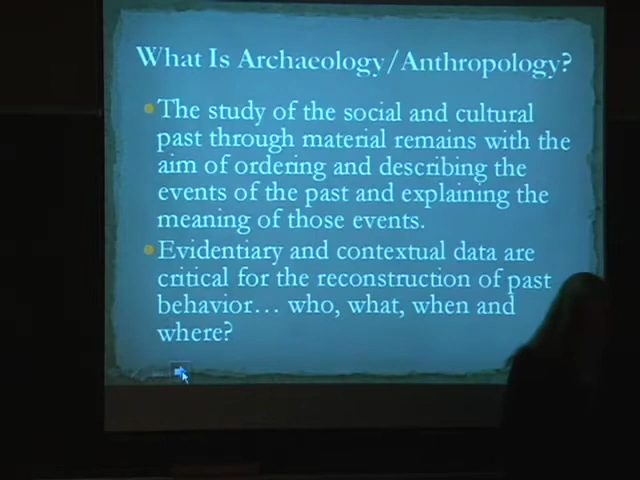 What Is Archaeology/Anthropology?
The study of the social and cultural
past through material remains with the
aim of ordering and describing the
events of the past and explaining the
meaning of those events.
Evidentiary and contextual data are
critical for the reconstruction of past
behavior… who, what, when and
where?